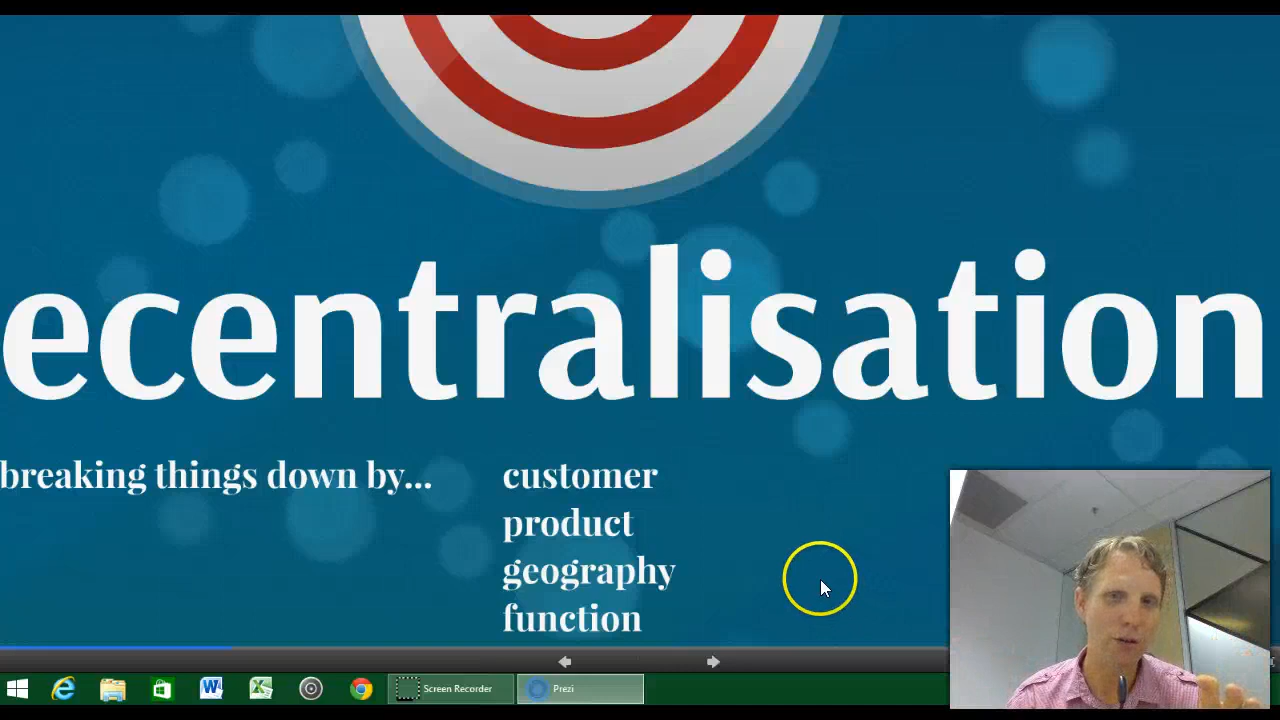 ecentralisation
breaking things down by...
customer
product
geography
function
Screen Recorder
Prezi